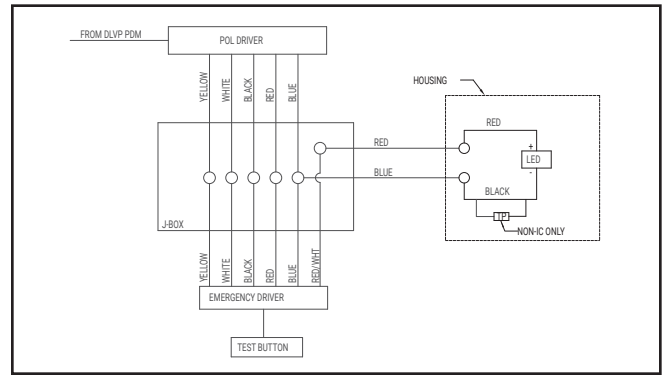 FROM DLVP PDM
POL DRIVER
YELLOW
WHITE
BLACK
RED
BLUE
HOUSING
RED
RED
+
LED
-
BLUE
BLACK
TP
NON-IC ONLY
J-BOX
YELLOW
WHITE
BLACK
RED
BLUE
RED/WHT
EMERGENCY DRIVER
TEST BUTTON